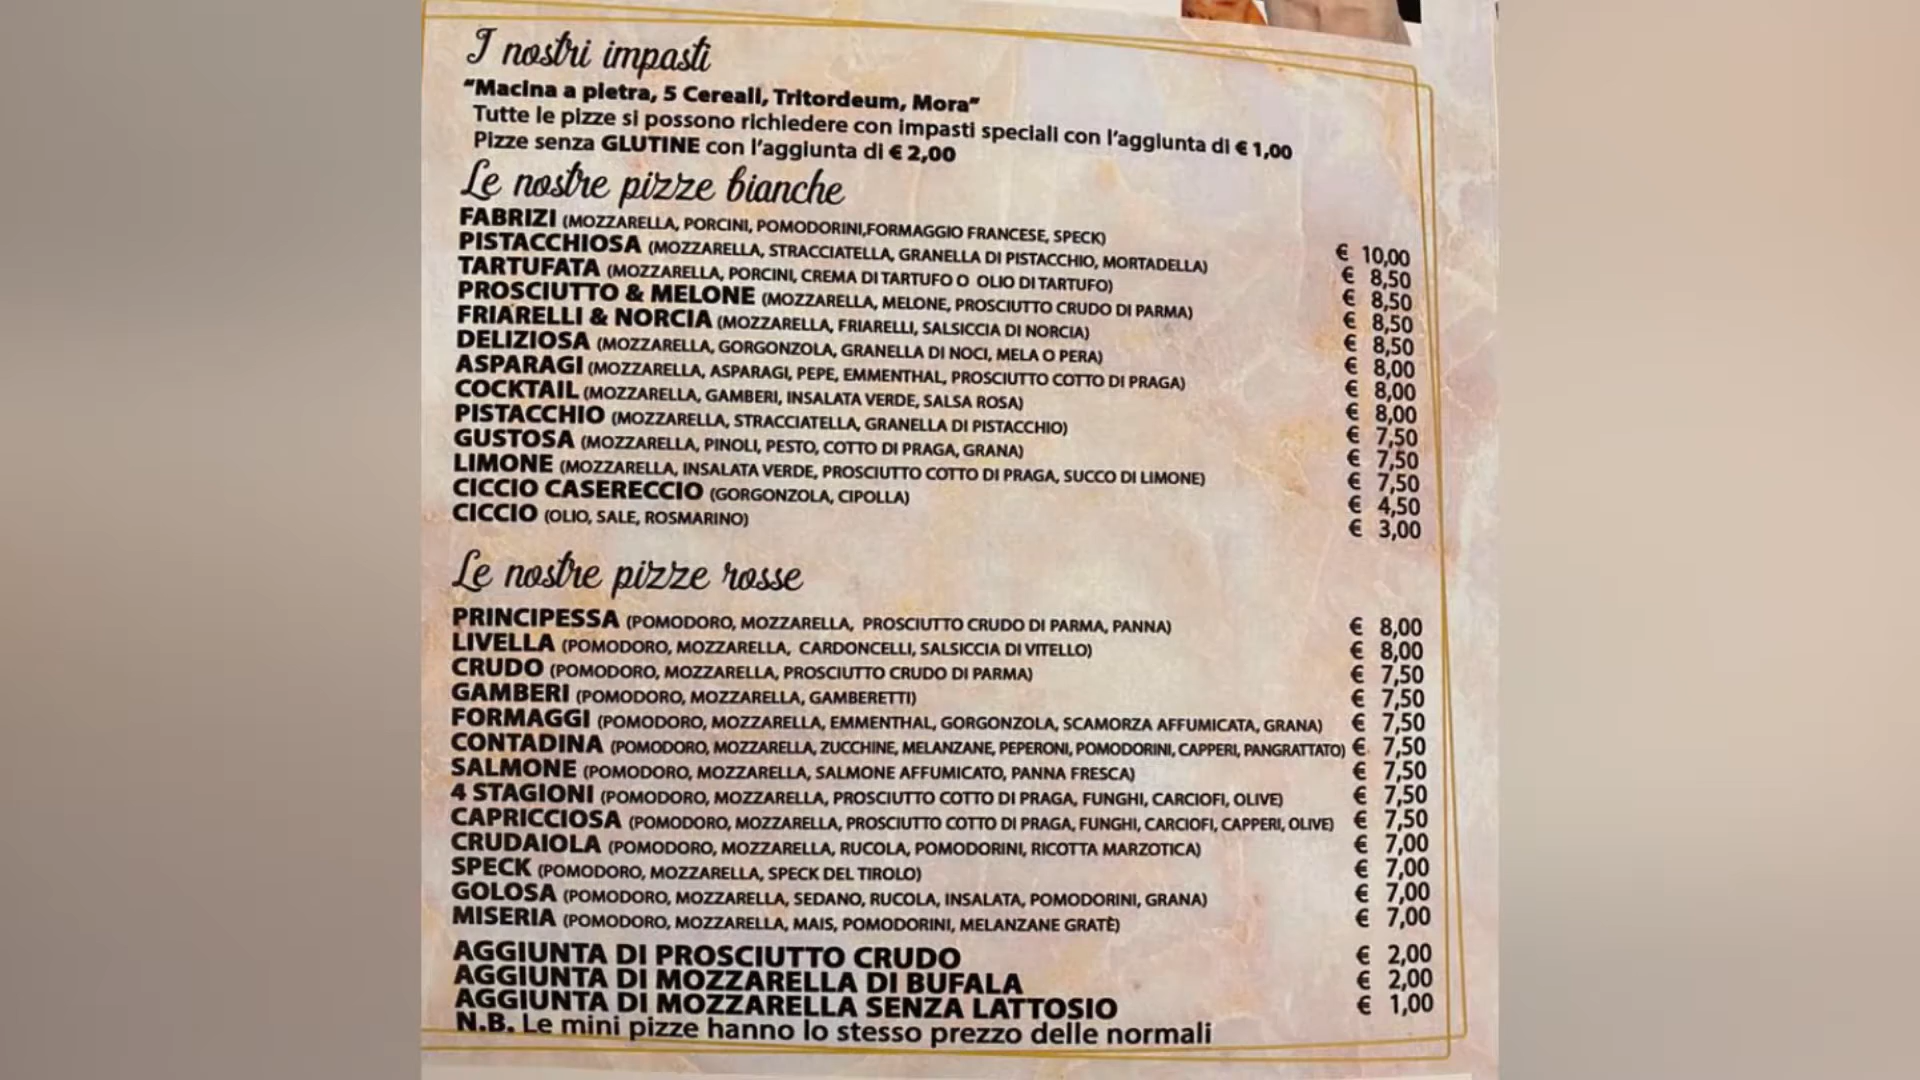 I nostri impasti
"Macina a pietra, 5 Cereali, Tritordeum, Mora"
Tutte le pizze si possono richiedere con impasti speciali con l'aggiunta di € 1,00
Pizze senza GLUTINE con l'aggiunta di € 2,00
Le nostre pizze bianche
FABRIZI (MOZZARELLA, PORCINI, POMODORINI,FORMAGGIO FRANCESE, SPECK) € 10,00
PISTACCHIOSA (MOZZARELLA, STRACCIATELLA, GRANELLA DI PISTACCHIO, MORTADELLA) € 8,50
TARTUFATA (MOZZARELLA, PORCINI, CREMA DI TARTUFO O OLIO DI TARTUFO) € 8,50
PROSCIUTTO & MELONE (MOZZARELLA, MELONE, PROSCIUTTO CRUDO DI PARMA) € 8,50
FRIARELLI & NORCIA (MOZZARELLA, FRIARELLI, SALSICCIA DI NORCIA) € 8,50
DELIZIOSA (MOZZARELLA, GORGONZOLA, GRANELLA DI NOCI, MELA O PERA) € 8,00
ASPARAGI (MOZZARELLA, ASPARAGI, PEPE, EMMENTHAL, PROSCIUTTO COTTO DI PRAGA) € 8,00
COCKTAIL (MOZZARELLA, GAMBERI, INSALATA VERDE, SALSA ROSA) € 8,00
PISTACCHIO (MOZZARELLA, STRACCIATELLA, GRANELLA DI PISTACCHIO) € 7,50
GUSTOSA (MOZZARELLA, PINOLI, PESTO, COTTO DI PRAGA, GRANA) € 7,50
LIMONE (MOZZARELLA, INSALATA VERDE, PROSCIUTTO COTTO DI PRAGA, SUCCO DI LIMONE) € 7,50
CICCIO CASERECCIO (GORGONZOLA, CIPOLLA) € 4,50
CICCIO (OLIO, SALE, ROSMARINO) € 3,00
Le nostre pizze rosse
PRINCIPESSA (POMODORO, MOZZARELLA, PROSCIUTTO CRUDO DI PARMA, PANNA) € 8,00
LIVELLA (POMODORO, MOZZARELLA, CARDONCELLI, SALSICCIA DI VITELLO) € 8,00
CRUDO (POMODORO, MOZZARELLA, PROSCIUTTO CRUDO DI PARMA) € 7,50
GAMBERI (POMODORO, MOZZARELLA, GAMBERETTI) € 7,50
FORMAGGI (POMODORO, MOZZARELLA, EMMENTHAL, GORGONZOLA, SCAMORZA AFFUMICATA, GRANA) € 7,50
CONTADINA (POMODORO, MOZZARELLA, ZUCCHINE, MELANZANE, PEPERONI, POMODORINI, CAPPERI, PANGRATTATO) € 7,50
SALMONE (POMODORO, MOZZARELLA, SALMONE AFFUMICATO, PANNA FRESCA) € 7,50
4 STAGIONI (POMODORO, MOZZARELLA, PROSCIUTTO COTTO DI PRAGA, FUNGHI, CARCIOFI, OLIVE) € 7,50
CAPRICCIOSA (POMODORO, MOZZARELLA, PROSCIUTTO COTTO DI PRAGA, FUNGHI, CARCIOFI, CAPPERI, OLIVE) € 7,50
CRUDAIOLA (POMODORO, MOZZARELLA, RUCOLA, POMODORINI, RICOTTA MARZOTICA) € 7,00
SPECK (POMODORO, MOZZARELLA, SPECK DEL TIROLO) € 7,00
GOLOSA (POMODORO, MOZZARELLA, SEDANO, RUCOLA, INSALATA, POMODORINI, GRANA) € 7,00
MISERIA (POMODORO, MOZZARELLA, MAIS, POMODORINI, MELANZANE GRATÈ) € 7,00
AGGIUNTA DI PROSCIUTTO CRUDO € 2,00
AGGIUNTA DI MOZZARELLA DI BUFALA € 2,00
AGGIUNTA DI MOZZARELLA SENZA LATTOSIO € 1,00
N.B. Le mini pizze hanno lo stesso prezzo delle normali